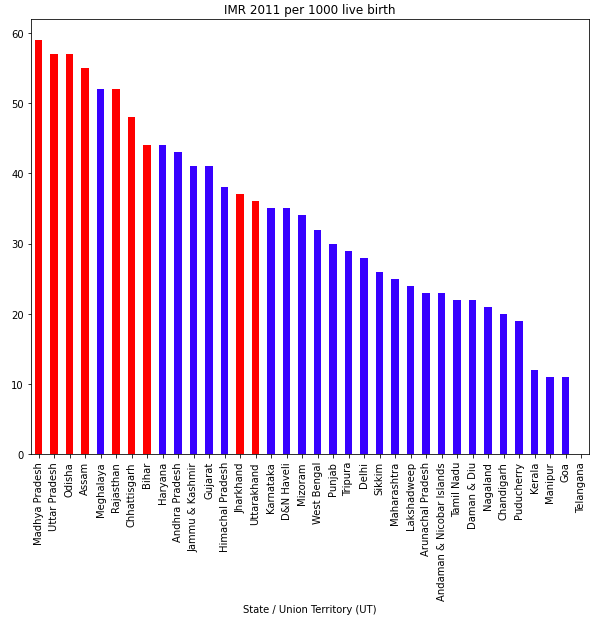 IMR 2011 per 1000 live birth
60
50
40
30
20
10
0
Madhya Pradesh
Uttar Pradesh
Odisha
Assam
Meghalaya
Rajasthan
Chhattisgarh
Bihar
Haryana
Andhra Pradesh
Jammu & Kashmir
Gujarat
Himachal Pradesh
Jharkhand
Uttarakhand
Karnataka
D&N Haveli
Mizoram
West Bengal
Punjab
Tripura
Delhi
Sikkim
Maharashtra
Lakshadweep
Arunachal Pradesh
Andaman & Nicobar Islands
Tamil Nadu
Daman & Diu
Nagaland
Chandigarh
Puducherry
Kerala
Manipur
Goa
Telangana
State / Union Territory (UT)